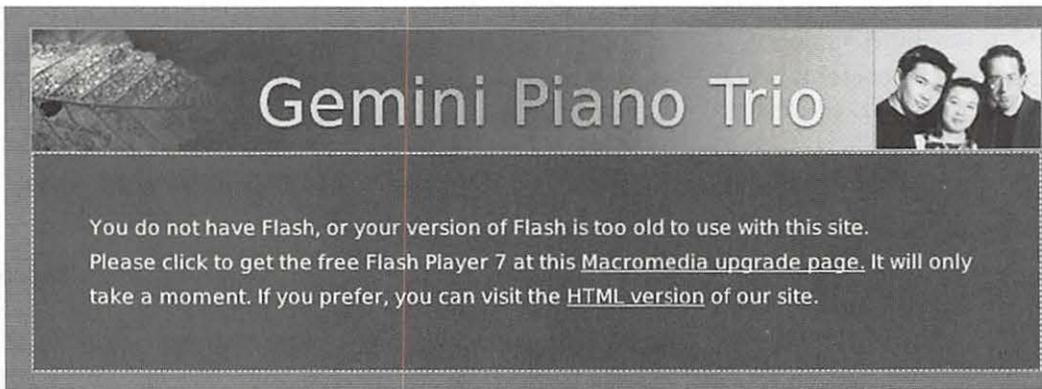 Gemini Piano Trio
You do not have Flash, or your version of Flash is too old to use with this site.
Please click to get the free Flash Player 7 at this Macromedia upgrade page. It will only
take a moment. If you prefer, you can visit the HTML version of our site.